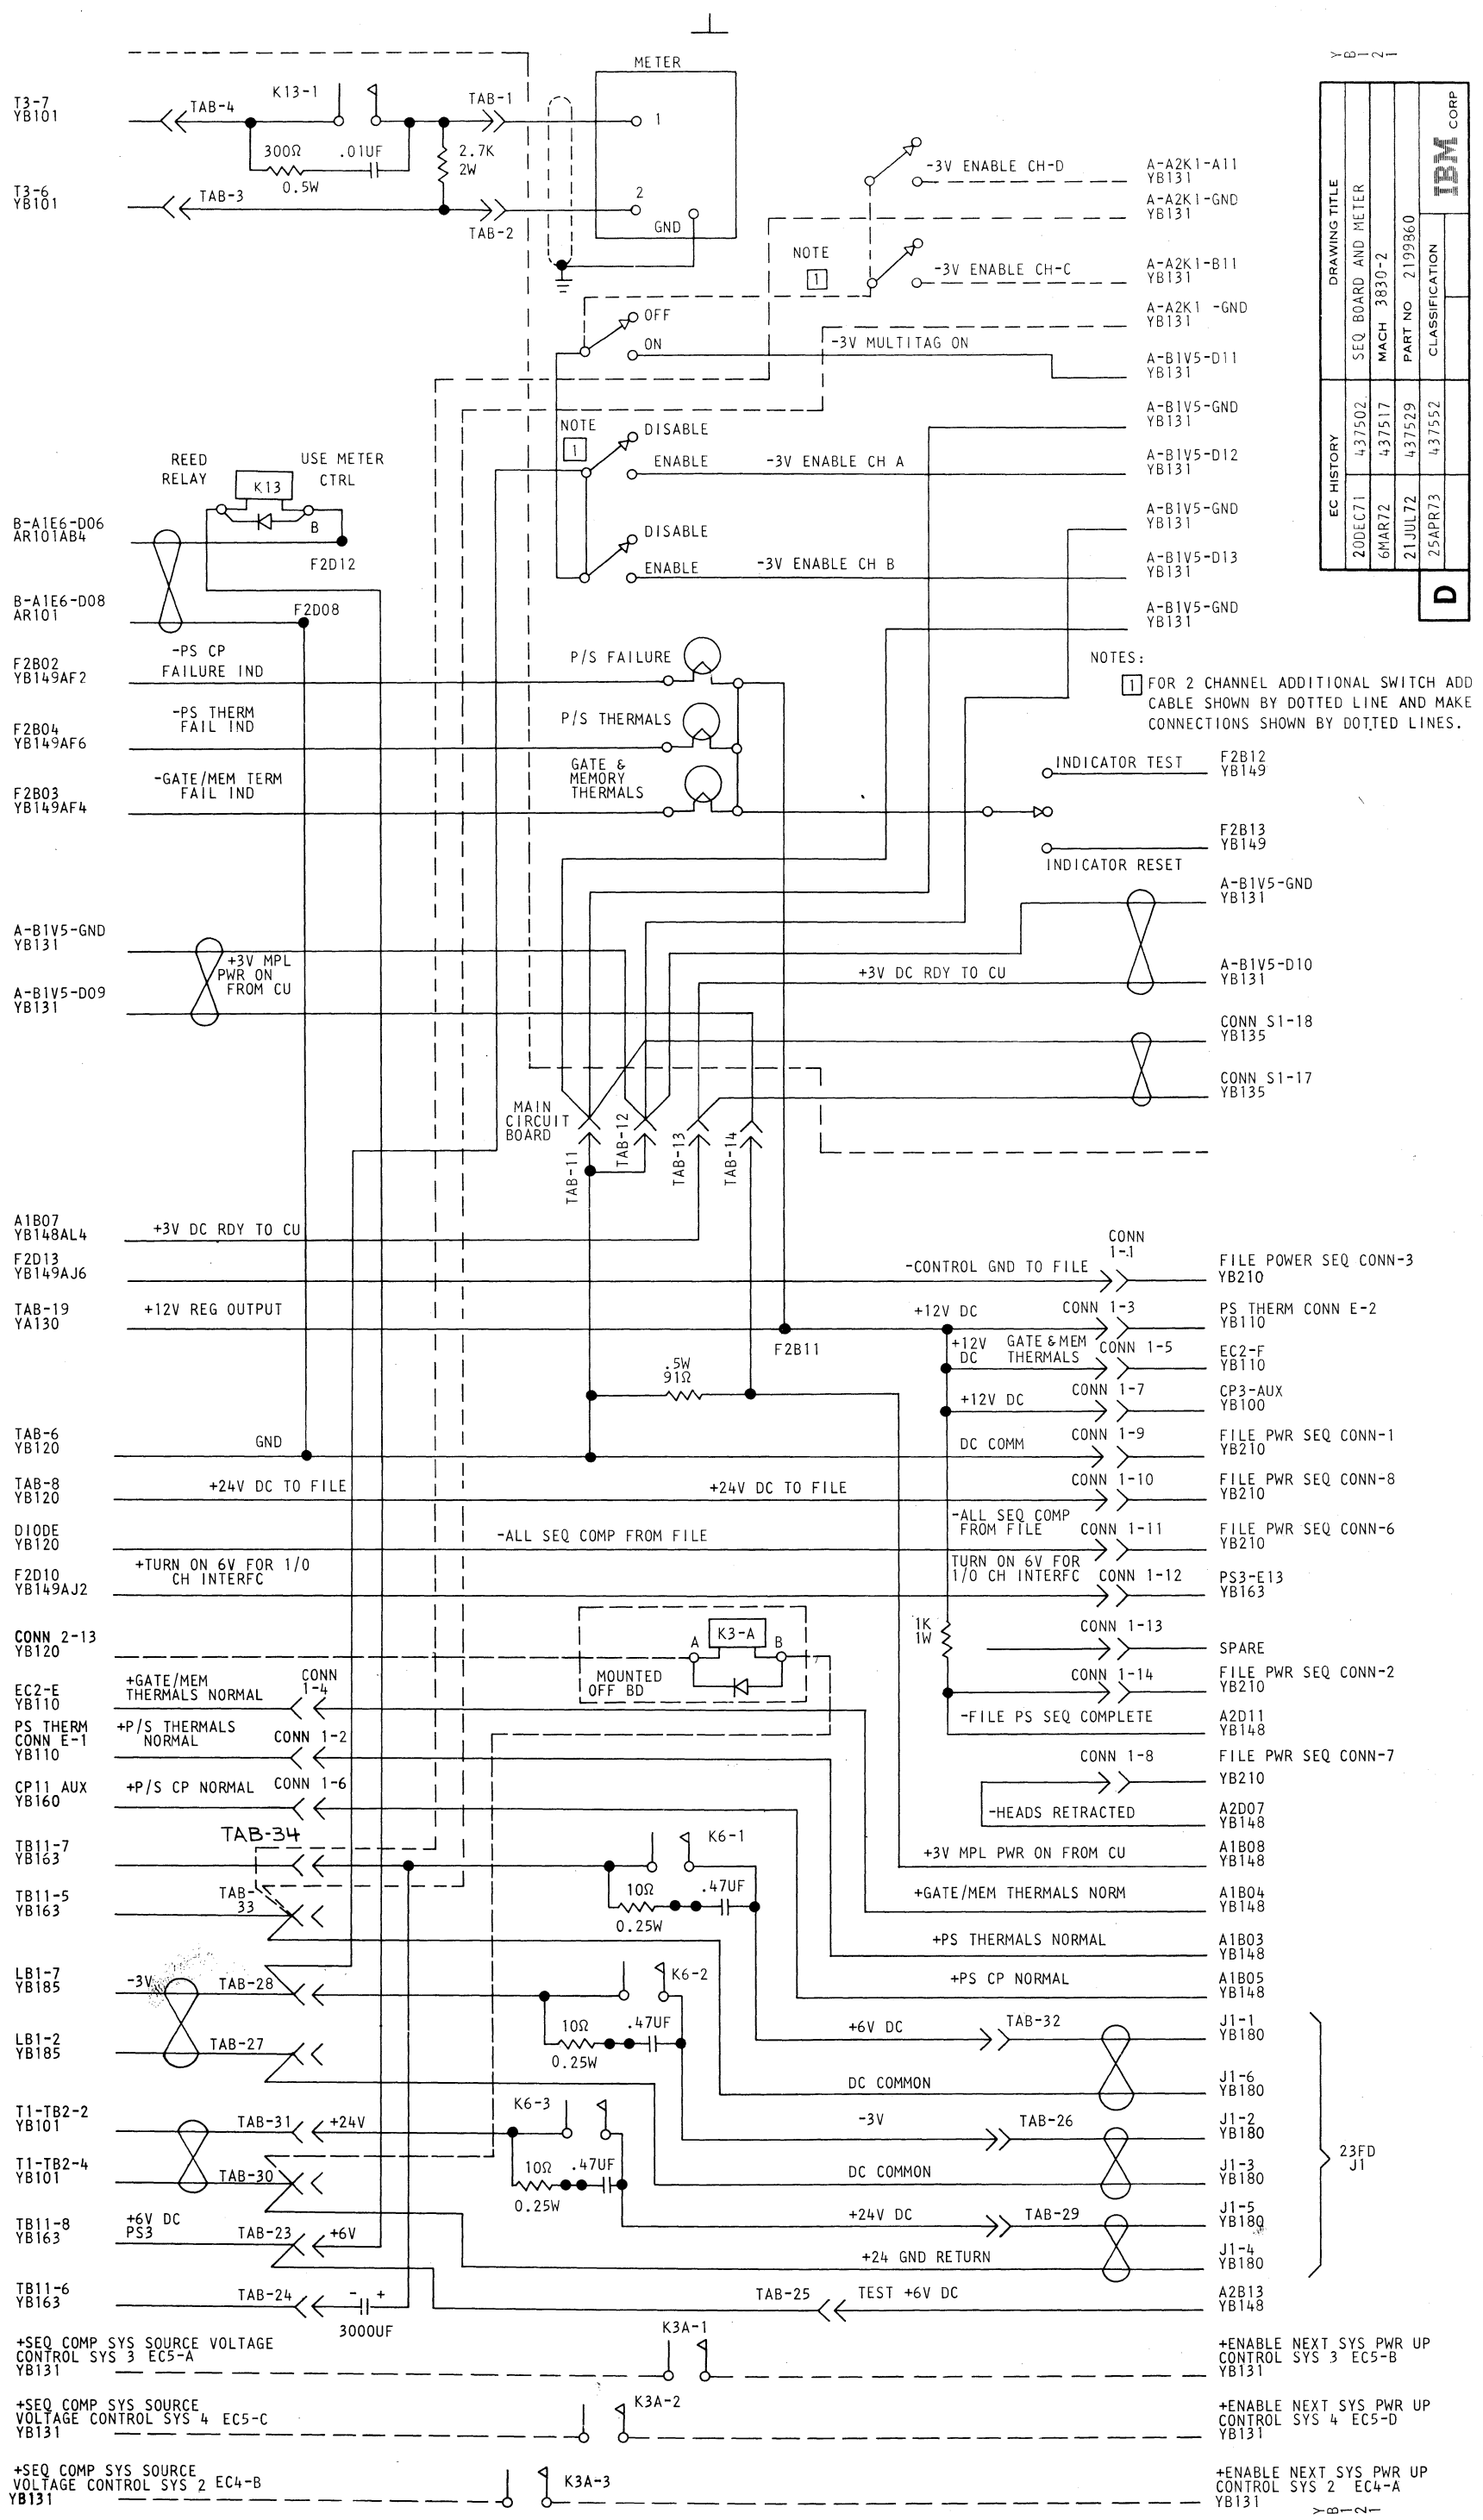 METER
K13-1
TAB-1
T3-7
YB101
TAB-4
1
300Ω
.01UF
2.7K
2W
0.5W
T3-6
YB101
TAB-3
2
TAB-2
GND
-3V ENABLE CH-D
A-A2K1-A11
YB131
A-A2K1-GND
YB131
NOTE
1
-3V ENABLE CH-C
A-A2K1-B11
YB131
OFF
A-A2K1 -GND
YB131
ON
-3V MULTITAG ON
A-B1V5-D11
YB131
A-B1V5-GND
YB131
NOTE
1
DISABLE
ENABLE
-3V ENABLE CH A
A-B1V5-D12
YB131
REED
RELAY
USE METER
CTRL
K13
B
A-B1V5-GND
YB131
B-A1E6-D06
AR101AB4
F2D12
DISABLE
ENABLE
-3V ENABLE CH B
A-B1V5-D13
YB131
B-A1E6-D08
AR101
F2D08
A-B1V5-GND
YB131
F2B02
YB149AF2
-PS CP
FAILURE IND
P/S FAILURE
NOTES:
1 FOR 2 CHANNEL ADDITIONAL SWITCH ADD
CABLE SHOWN BY DOTTED LINE AND MAKE
CONNECTIONS SHOWN BY DOTTED LINES.
F2B04
YB149AF6
-PS THERM
FAIL IND
P/S THERMALS
F2B03
YB149AF4
-GATE/MEM TERM
FAIL IND
GATE &
MEMORY
THERMALS
INDICATOR TEST
F2B12
YB149
F2B13
YB149
INDICATOR RESET
A-B1V5-GND
YB131
A-B1V5-GND
YB131
+3V MPL
PWR ON
FROM CU
A-B1V5-D09
YB131
+3V DC RDY TO CU
A-B1V5-D10
YB131
CONN S1-18
YB135
CONN S1-17
YB135
MAIN
CIRCUIT
BOARD
TAB-11
TAB-12
TAB-13
TAB-14
A1B07
YB148AL4
+3V DC RDY TO CU
F2D13
YB149AJ6
-CONTROL GND TO FILE
CONN
1-1
FILE POWER SEQ CONN-3
YB210
TAB-19
YA130
+12V REG OUTPUT
+12V DC
CONN 1-3
PS THERM CONN E-2
YB110
F2B11
+12V
DC
GATE&MEM
THERMALS
CONN 1-5
EC2-F
YB110
.5W
91Ω
+12V DC
CONN 1-7
CP3-AUX
YB100
TAB-6
YB120
GND
DC COMM
CONN 1-9
FILE PWR SEQ CONN-1
YB210
TAB-8
YB120
+24V DC TO FILE
+24V DC TO FILE
CONN 1-10
FILE PWR SEQ CONN-8
YB210
DIODE
YB120
-ALL SEQ COMP FROM FILE
-ALL SEQ COMP
FROM FILE
CONN 1-11
FILE PWR SEQ CONN-6
YB210
F2D10
YB149AJ2
+TURN ON 6V FOR 1/0
CH INTERFC
TURN ON 6V FOR
1/0 CH INTERFC
CONN 1-12
PS3-E13
YB163
CONN 2-13
YB120
A
K3-A
B
MOUNTED
OFF BD
1K
1W
CONN 1-13
SPARE
EC2-E
YB110
+GATE/MEM
THERMALS NORMAL
CONN
1-4
CONN 1-14
FILE PWR SEQ CONN-2
YB210
-FILE PS SEQ COMPLETE
A2D11
YB148
PS THERM
CONN E-1
YB110
+P/S THERMALS
NORMAL
CONN 1-2
CONN 1-8
FILE PWR SEQ CONN-7
YB210
CP11 AUX
YB160
+P/S CP NORMAL
CONN 1-6
-HEADS RETRACTED
A2D07
YB148
TAB-34
TB11-7
YB163
K6-1
+3V MPL PWR ON FROM CU
A1B08
YB148
TB11-5
YB163
TAB-
33
10Ω
.47UF
0.25W
+GATE/MEM THERMALS NORM
A1B04
YB148
+PS THERMALS NORMAL
A1B03
YB148
LB1-7
YB185
-3V
TAB-28
K6-2
+PS CP NORMAL
A1B05
YB148
LB1-2
YB185
TAB-27
10Ω
.47UF
0.25W
+6V DC
TAB-32
J1-1
YB180
DC COMMON
J1-6
YB180
T1-TB2-2
YB101
TAB-31
+24V
K6-3
-3V
TAB-26
J1-2
YB180
T1-TB2-4
YB101
TAB-30
10Ω
.47UF
0.25W
DC COMMON
J1-3
YB180
23FD
J1
TB11-8
YB163
+6V DC
PS3
TAB-23
+6V
+24V DC
TAB-29
J1-5
YB180
+24 GND RETURN
J1-4
YB180
TB11-6
YB163
TAB-24
-
+
3000UF
TAB-25
TEST +6V DC
A2B13
YB148
+SEQ COMP SYS SOURCE VOLTAGE
CONTROL SYS 3 EC5-A
YB131
K3A-1
+ENABLE NEXT SYS PWR UP
CONTROL SYS 3 EC5-B
YB131
+SEQ COMP SYS SOURCE
VOLTAGE CONTROL SYS 4 EC5-C
YB131
K3A-2
+ENABLE NEXT SYS PWR UP
CONTROL SYS 4 EC5-D
YB131
+SEQ COMP SYS SOURCE
VOLTAGE CONTROL SYS 2 EC4-B
YB131
K3A-3
+ENABLE NEXT SYS PWR UP
CONTROL SYS 2 EC4-A
YB131
YB121
YB121
EC HISTORY
DRAWING TITLE
20DEC71 437502
SEQ BOARD AND METER
6MAR72 437517
MACH 3830-2
21JUL72 437529
PART NO 2199860
25APR73 437552
CLASSIFICATION
IBM CORP
D